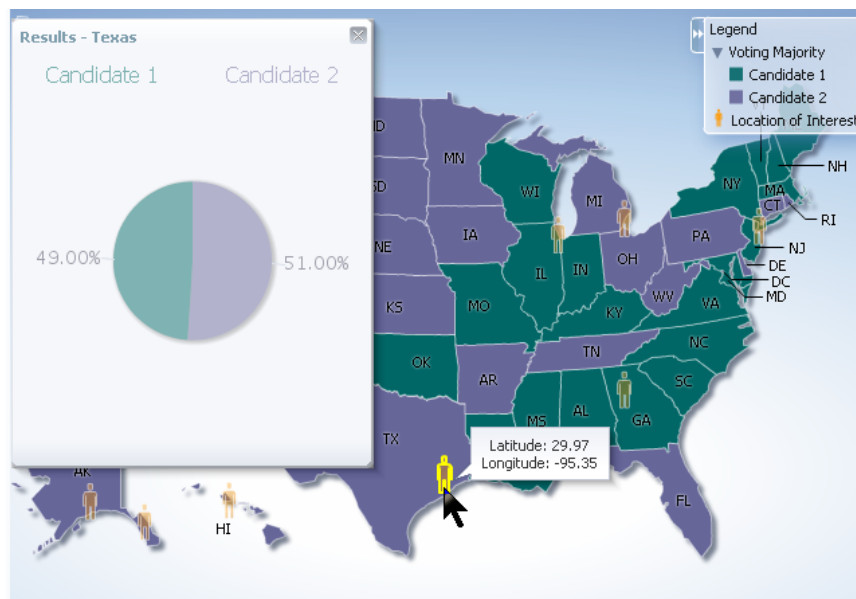 Results - Texas
Candidate 1
Candidate 2
49.00%
51.00%
Legend
Voting Majority
Candidate 1
Candidate 2
Location of Interest
MN
WI
MI
NY
NH
MA
CT
RI
NE
IA
IL
IN
OH
PA
NJ
DE
DC
MD
KS
MO
KY
WV
VA
OK
AR
TN
NC
SC
MS
AL
GA
TX
Latitude: 29.97
Longitude: -95.35
AK
HI
FL